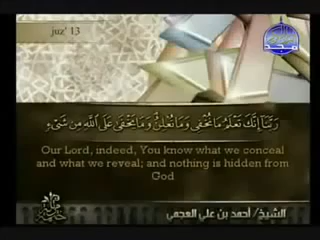 juz' 13
المجد
رَبَّنَا إِنَّكَ تَعْلَمُ مَا نُخْفِي وَمَا نُعْلِنُ وَمَا يَخْفَىٰ عَلَى اللَّهِ مِن شَيْءٍ
Our Lord, indeed, You know what we conceal
and what we reveal; and nothing is hidden from
God
الشيخ/ أحمد بن علي العجمي